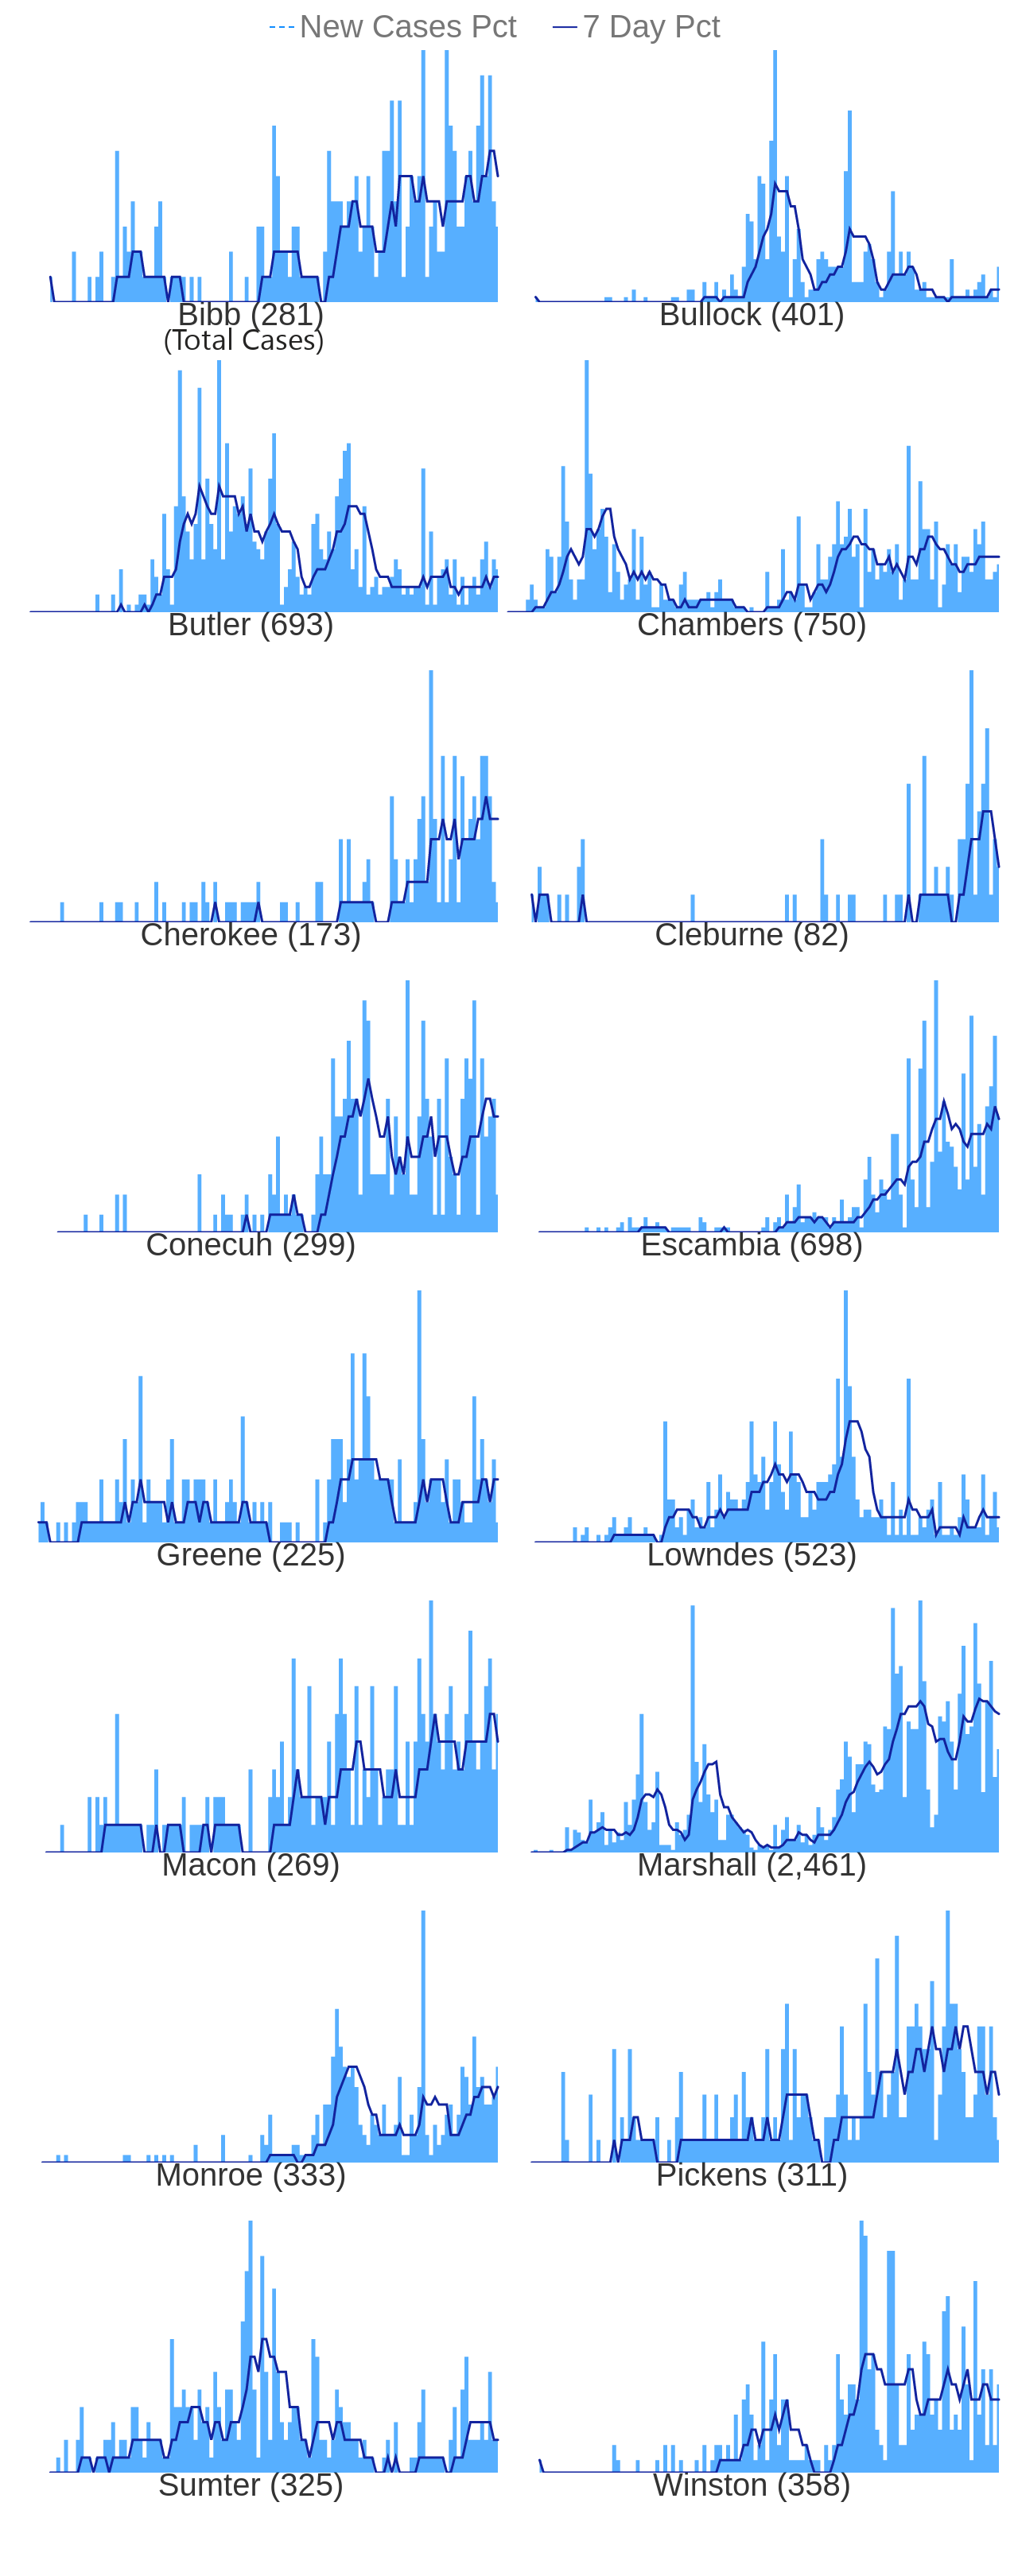 New Cases Pct 7 Day Pct
Bibb (281) Bullock (401)
(Total Cases)
Butler (693) Chambers (750)
Cherokee (173) Cleburne (82)
Conecuh (299) Escambia (698)
Greene (225) Lowndes (523)
Macon (269) Marshall (2,461)
Monroe (333) Pickens (311)
Sumter (325) Winston (358)